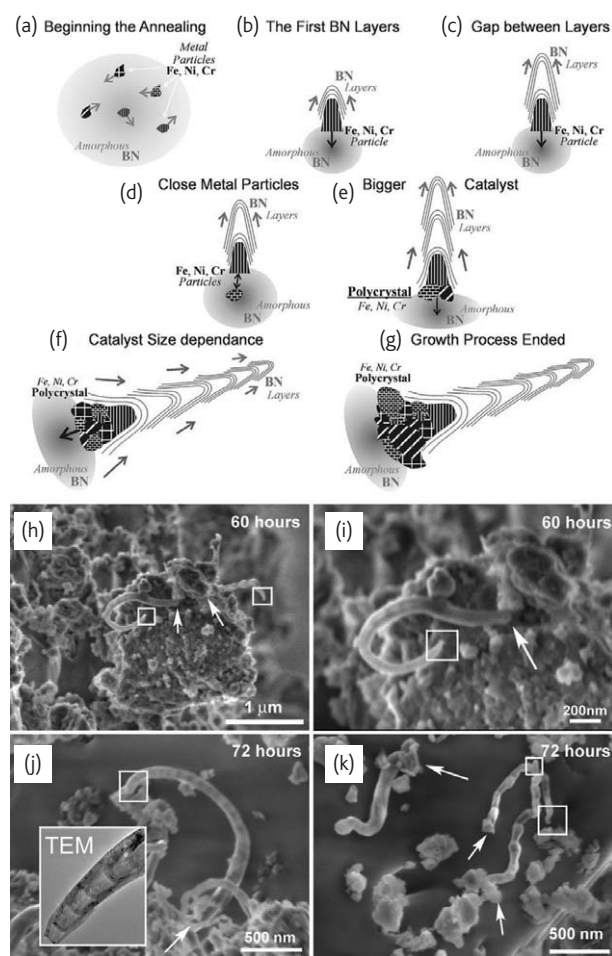 (a) Beginning the Annealing
Metal
Particles
Fe, Ni, Cr
Amorphous
BN
(b) The First BN Layers
BN
Layers
Fe, Ni, Cr
Particle
Amorphous
BN
(c) Gap between Layers
BN
Layers
Fe, Ni, Cr
Particle
Amorphous
BN
(d) Close Metal Particles
BN
Layers
Fe, Ni, Cr
Particles
Amorphous
BN
(e) Bigger Catalyst
BN
Layers
Polycrystal
Fe, Ni, Cr
Amorphous
BN
(f) Catalyst Size dependance
Fe, Ni, Cr
Polycrystal
BN
Layers
Amorphous
BN
(g) Growth Process Ended
Fe, Ni, Cr
Polycrystal
Amorphous
BN
(h) 60 hours
1 μm
(i) 60 hours
200nm
(j) 72 hours
TEM
500 nm
(k) 72 hours
500 nm